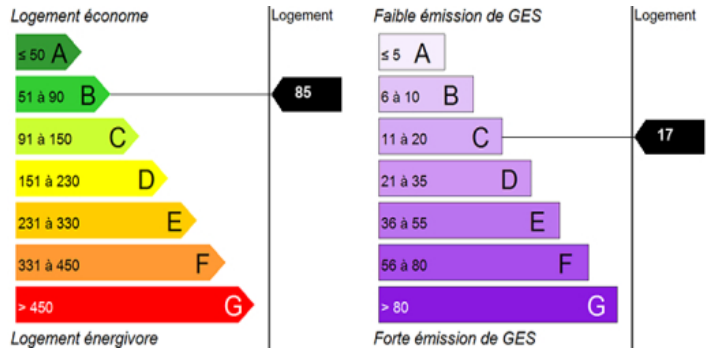 Logement économe
Logement
≤ 50 A
51 à 90 B
85
91 à 150 C
151 à 230 D
231 à 330 E
331 à 450 F
> 450 G
Logement énergivore
Faible émission de GES
Logement
≤ 5 A
6 à 10 B
11 à 20 C
17
21 à 35 D
36 à 55 E
56 à 80 F
> 80 G
Forte émission de GES